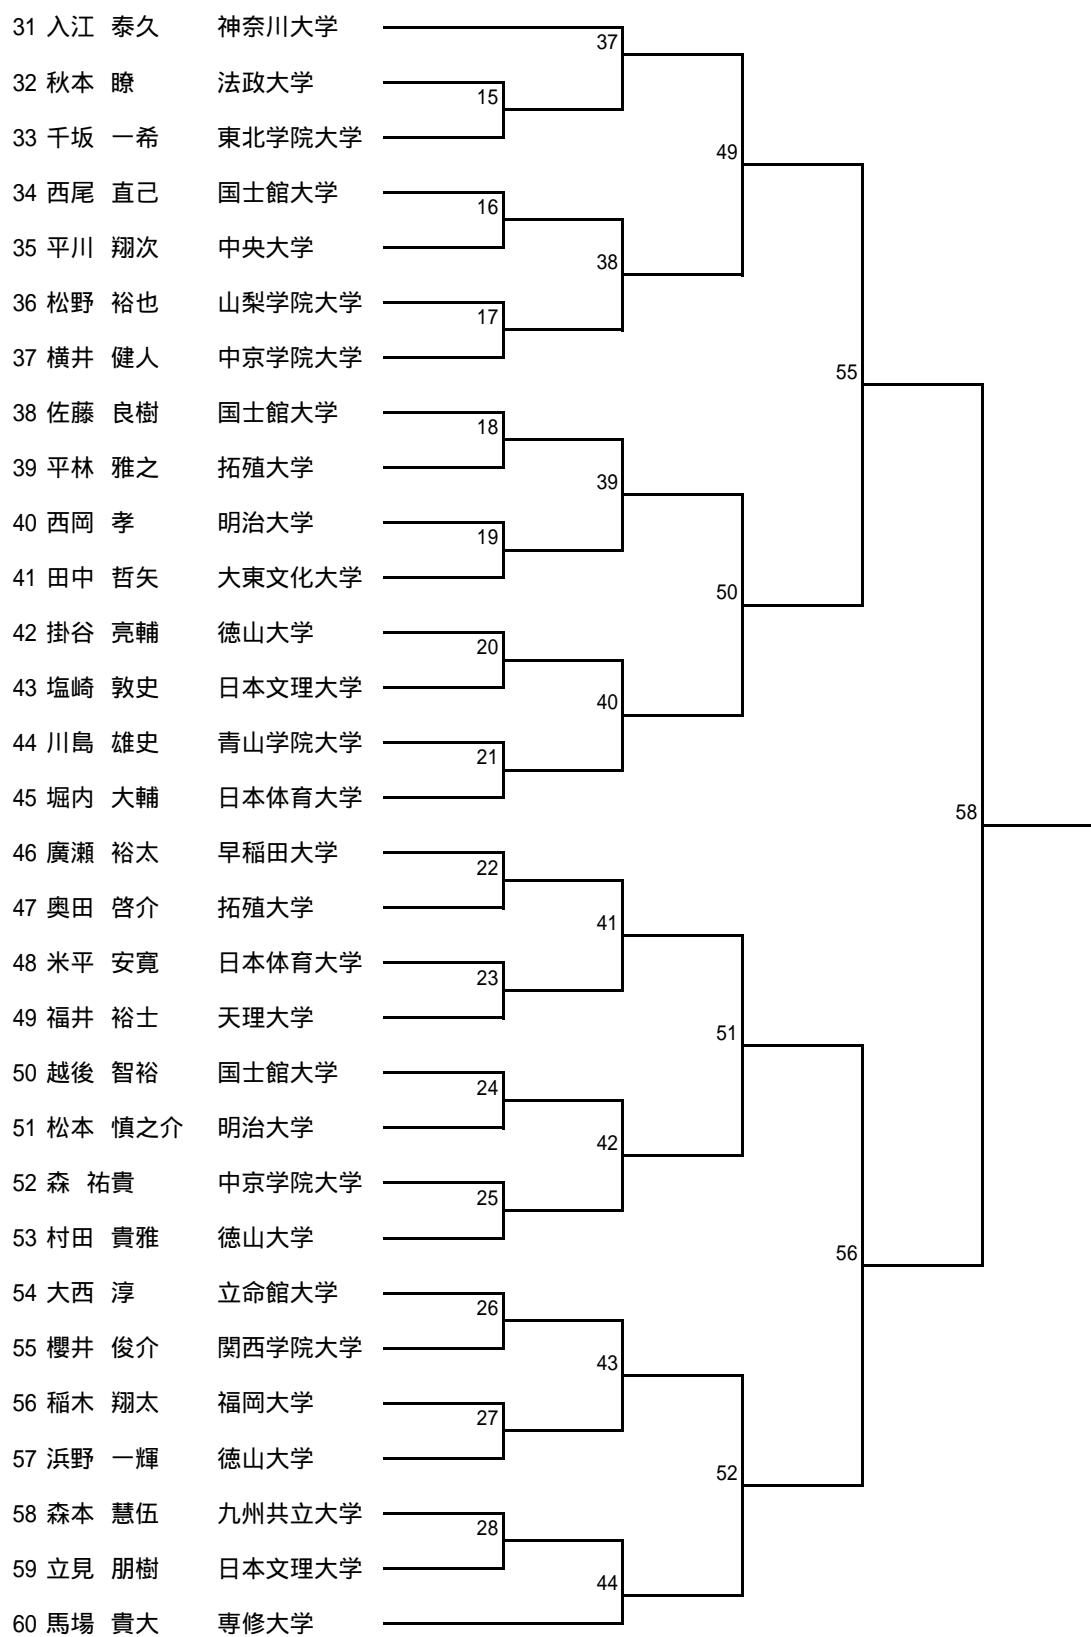 31 入江 泰久 神奈川大学
37
32 秋本 瞭 法政大学
15
33 千坂 一希 東北学院大学
49
34 西尾 直己 国士館大学
16
35 平川 翔次 中央大学
38
36 松野 裕也 山梨学院大学
17
37 横井 健人 中京学院大学
55
38 佐藤 良樹 国士館大学
18
39 平林 雅之 拓殖大学
39
40 西岡 孝 明治大学
19
41 田中 哲矢 大東文化大学
50
42 掛谷 亮輔 徳山大学
20
43 塩崎 敦史 日本文理大学
40
44 川島 雄史 青山学院大学
21
45 堀内 大輔 日本体育大学
58
46 廣瀬 裕太 早稲田大学
22
47 奥田 啓介 拓殖大学
41
48 米平 安寛 日本体育大学
23
49 福井 裕士 天理大学
51
50 越後 智裕 国士館大学
24
51 松本 慎之介 明治大学
42
52 森 祐貴 中京学院大学
25
53 村田 貴雅 徳山大学
56
54 大西 淳 立命館大学
26
55 櫻井 俊介 関西学院大学
43
56 稲木 翔太 福岡大学
27
57 浜野 一輝 徳山大学
52
58 森本 慧伍 九州共立大学
28
59 立見 朋樹 日本文理大学
44
60 馬場 貴大 専修大学